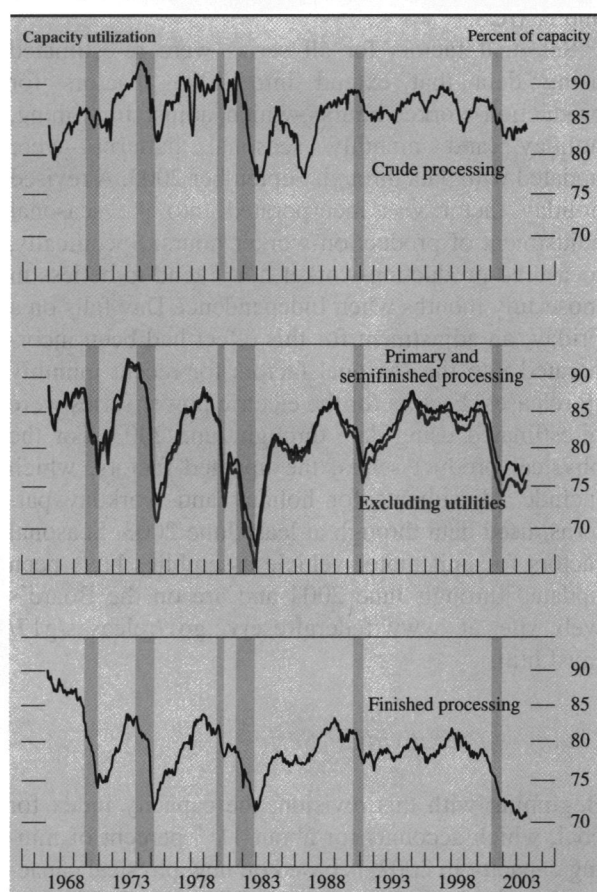 Capacity utilization Percent of capacity
90
85
80
Crude processing
75
70
Primary and
semifinished processing
90
85
80
75
Excluding utilities
70
90
Finished processing
85
80
75
70
1968 1973 1978 1983 1988 1993 1998 2003